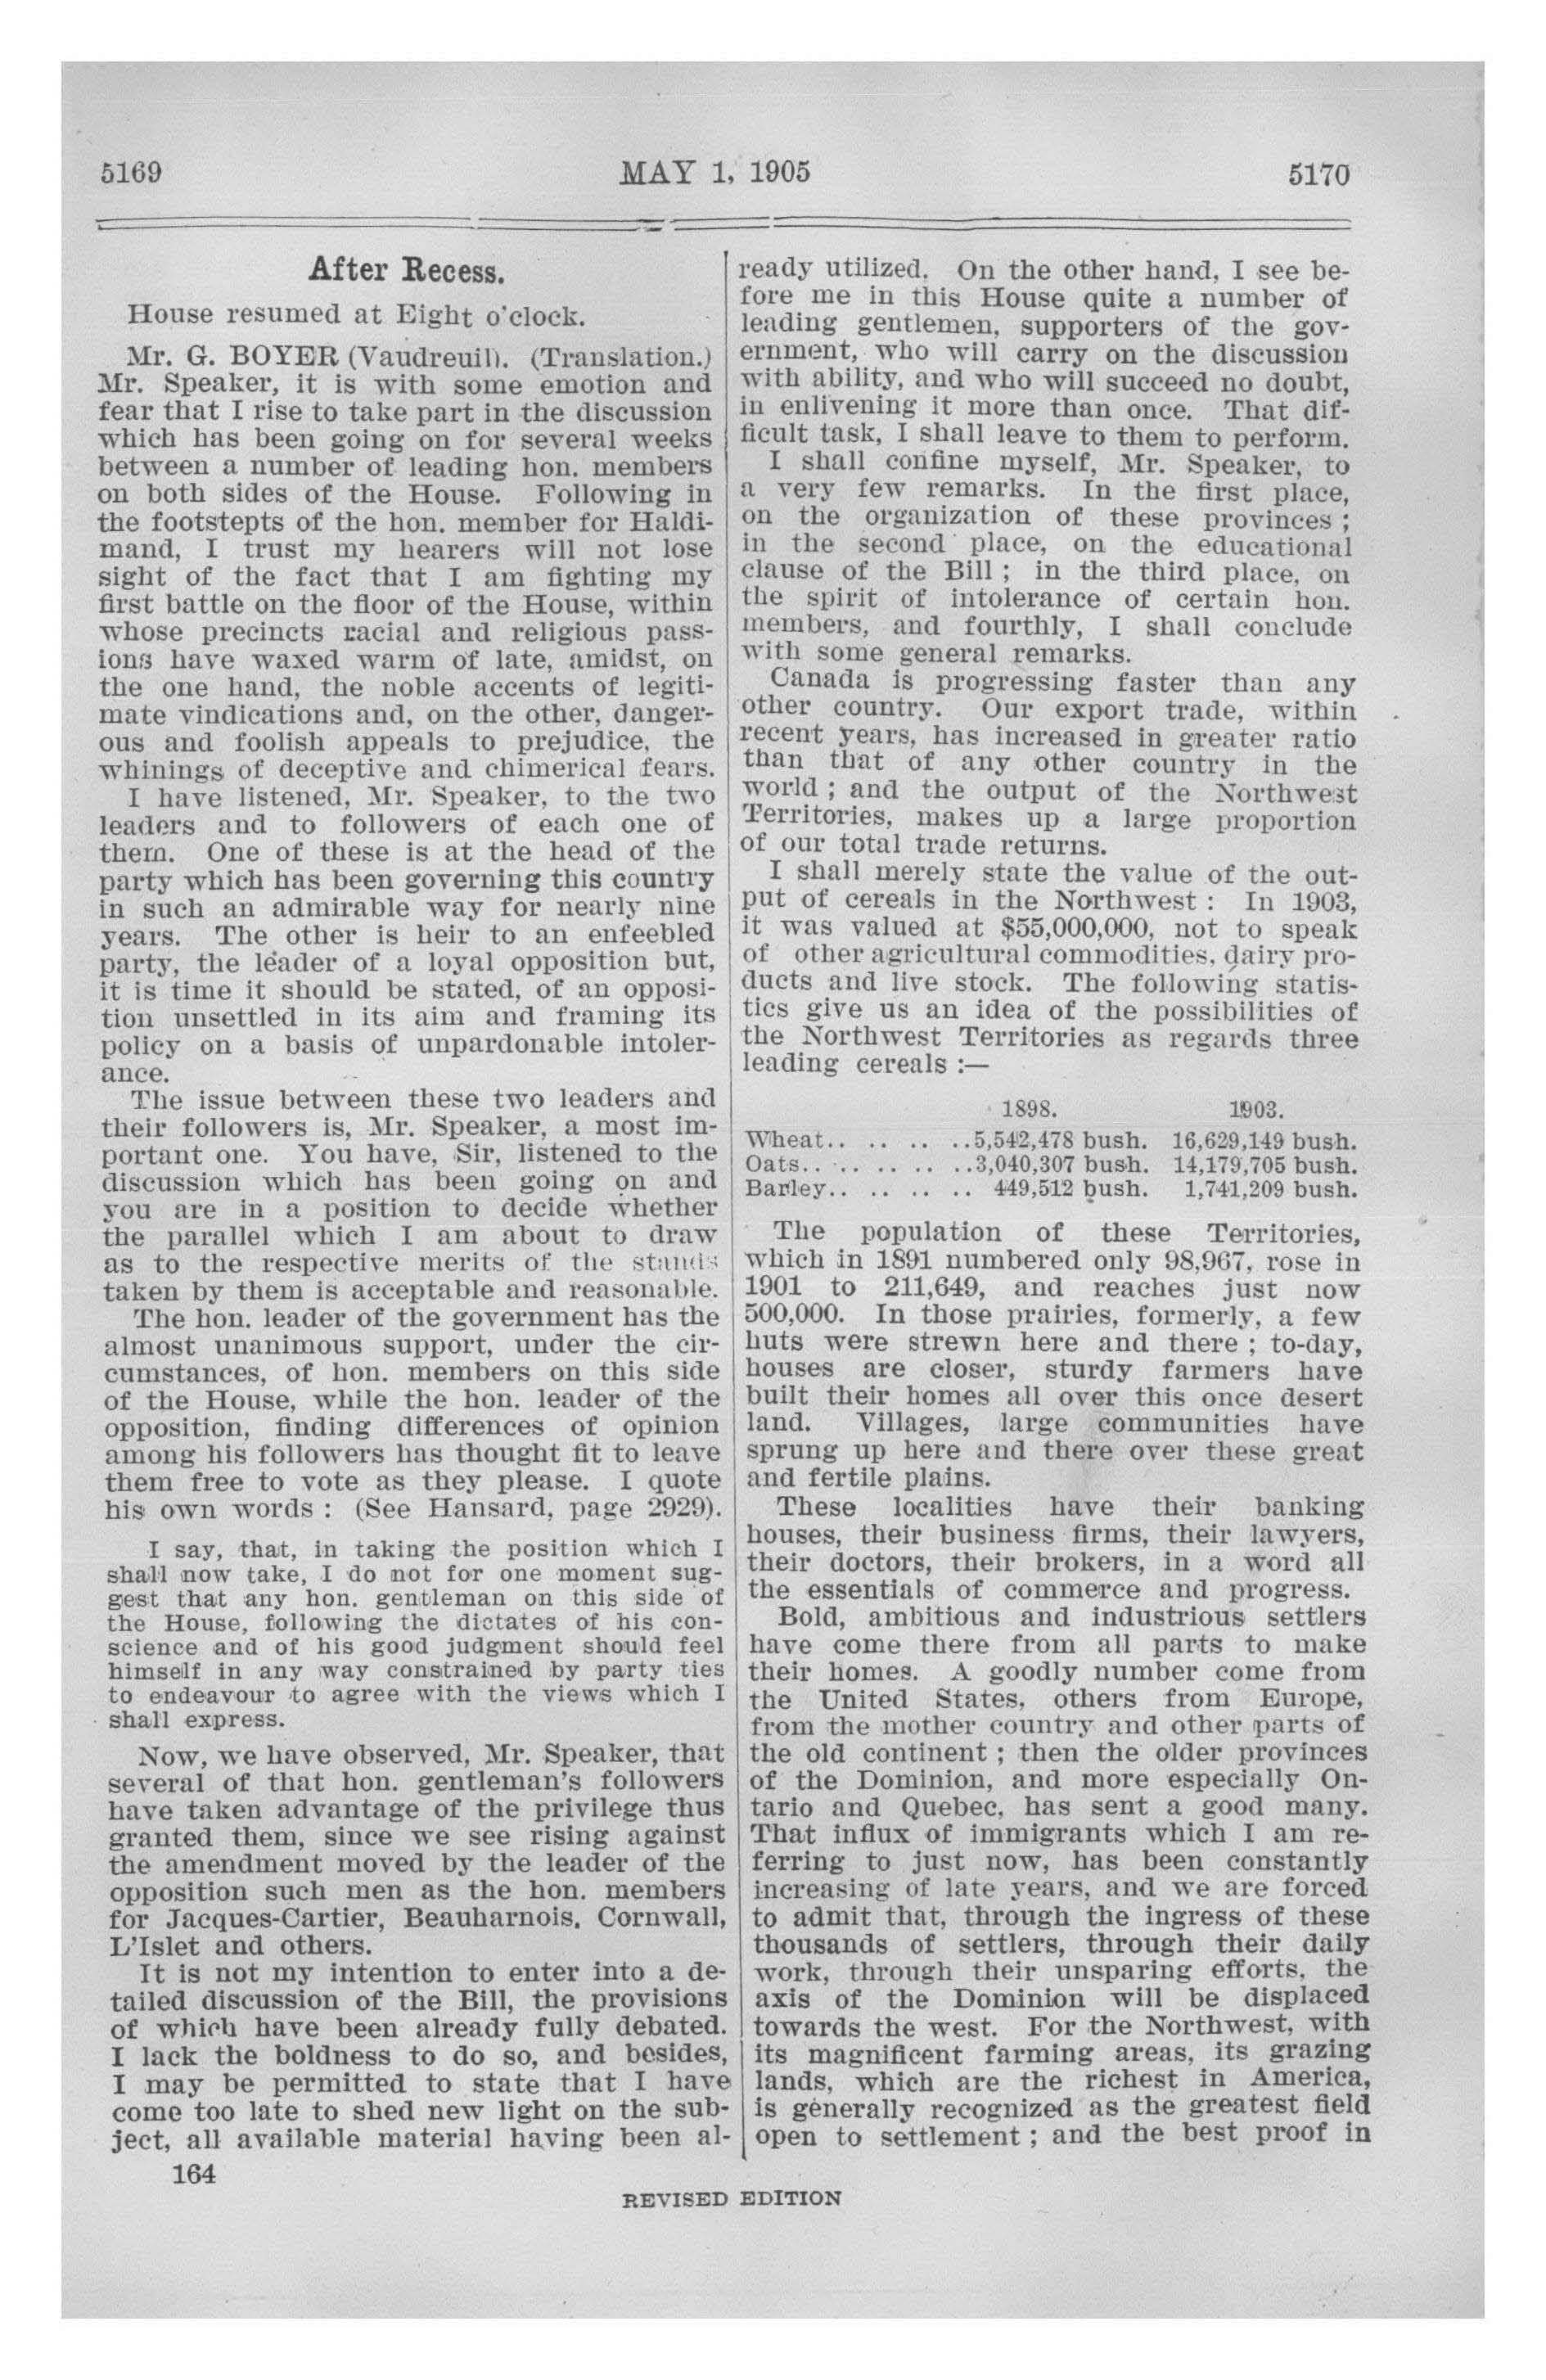 5169
MAY 1, 1905
5170
After Recess.
House resumed at Eight o'clock.
Mr. G. BOYER (Vaudreuil). (Translation.)
Mr. Speaker, it is with some emotion and
fear that I rise to take part in the discussion
which has been going on for several weeks
between a number of leading hon. members
on both sides of the House. Following in
the footstepts of the hon. member for Haldi-
mand, I trust my hearers will not lose
sight of the fact that I am fighting my
first battle on the floor of the House, within
whose precincts racial and religious pass-
ions have waxed warm of late, amidst, on
the one hand, the noble accents of legiti-
mate vindications and, on the other, danger-
ous and foolish appeals to prejudice, the
whinings of deceptive and chimerical fears.
I have listened, Mr. Speaker, to the two
leaders and to followers of each one of
them. One of these is at the head of the
party which has been governing this country
in such an admirable way for nearly nine
years. The other is heir to an enfeebled
party, the leader of a loyal opposition but,
it is time it should be stated, of an opposi-
tion unsettled in its aim and framing its
policy on a basis of unpardonable intoler-
ance.
The issue between these two leaders and
their followers is, Mr. Speaker, a most im-
portant one. You have, Sir, listened to the
discussion which has been going on and
you are in a position to decide whether
the parallel which I am about to draw
as to the respective merits of the stands
taken by them is acceptable and reasonable.
The hon. leader of the government has the
almost unanimous support, under the cir-
cumstances, of hon. members on this side
of the House, while the hon. leader of the
opposition, finding differences of opinion
among his followers has thought fit to leave
them free to vote as they please. I quote
his own words : (See Hansard, page 2929).
I say, that, in taking the position which I
shall now take, I do not for one moment sug-
gest that any hon. gentleman on this side of
the House, following the dictates of his con-
science and of his good judgment should feel
himself in any way constrained by party ties
to endeavour to agree with the views which I
shall express.
Now, we have observed, Mr. Speaker, that
several of that hon. gentleman's followers
have taken advantage of the privilege thus
granted them, since we see rising against
the amendment moved by the leader of the
opposition such men as the hon. members
for Jacques-Cartier, Beauharnois, Cornwall,
L'Islet and others.
It is not my intention to enter into a de-
tailed discussion of the Bill, the provisions
of which have been already fully debated.
I lack the boldness to do so, and besides,
I may be permitted to state that I have
come too late to shed new light on the sub-
ject, all available material having been al-
164
ready utilized. On the other hand, I see be-
fore me in this House quite a number of
leading gentlemen, supporters of the gov-
ernment, who will carry on the discussion
with ability, and who will succeed no doubt,
in enlivening it more than once. That dif-
ficult task, I shall leave to them to perform.
I shall confine myself, Mr. Speaker, to
a very few remarks. In the first place,
on the organization of these provinces ;
in the second place, on the educational
clause of the Bill ; in the third place, on
the spirit of intolerance of certain hon.
members, and fourthly, I shall conclude
with some general remarks.
Canada is progressing faster than any
other country. Our export trade, within
recent years, has increased in greater ratio
than that of any other country in the
world ; and the output of the Northwest
Territories, makes up a large proportion
of our total trade returns.
I shall merely state the value of the out-
put of cereals in the Northwest : In 1903,
it was valued at $55,000,000, not to speak
of other agricultural commodities, dairy pro-
ducts and live stock. The following statis-
tics give us an idea of the possibilities of
the Northwest Territories as regards three
leading cereals :—
1898. 1903.
Wheat.. .. .. .. ..5,542,478 bush. 16,629,149 bush.
Oats.. .. .. .. .. ..3,040,307 bush. 14,179,705 bush.
Barley.. .. .. .. .. 449,512 bush. 1,741,209 bush.
The population of these Territories,
which in 1891 numbered only 98,967, rose in
1901 to 211,649, and reaches just now
500,000. In those prairies, formerly, a few
huts were strewn here and there ; to-day,
houses are closer, sturdy farmers have
built their homes all over this once desert
land. Villages, large communities have
sprung up here and there over these great
and fertile plains.
These localities have their banking
houses, their business firms, their lawyers,
their doctors, their brokers, in a word all
the essentials of commerce and progress.
Bold, ambitious and industrious settlers
have come there from all parts to make
their homes. A goodly number come from
the United States, others from Europe,
from the mother country and other parts of
the old continent ; then the older provinces
of the Dominion, and more especially On-
tario and Quebec, has sent a good many.
That influx of immigrants which I am re-
ferring to just now, has been constantly
increasing of late years, and we are forced
to admit that, through the ingress of these
thousands of settlers, through their daily
work, through their unsparing efforts, the
axis of the Dominion will be displaced
towards the west. For the Northwest, with
its magnificent farming areas, its grazing
lands, which are the richest in America,
is generally recognized as the greatest field
open to settlement ; and the best proof in
REVISED EDITION